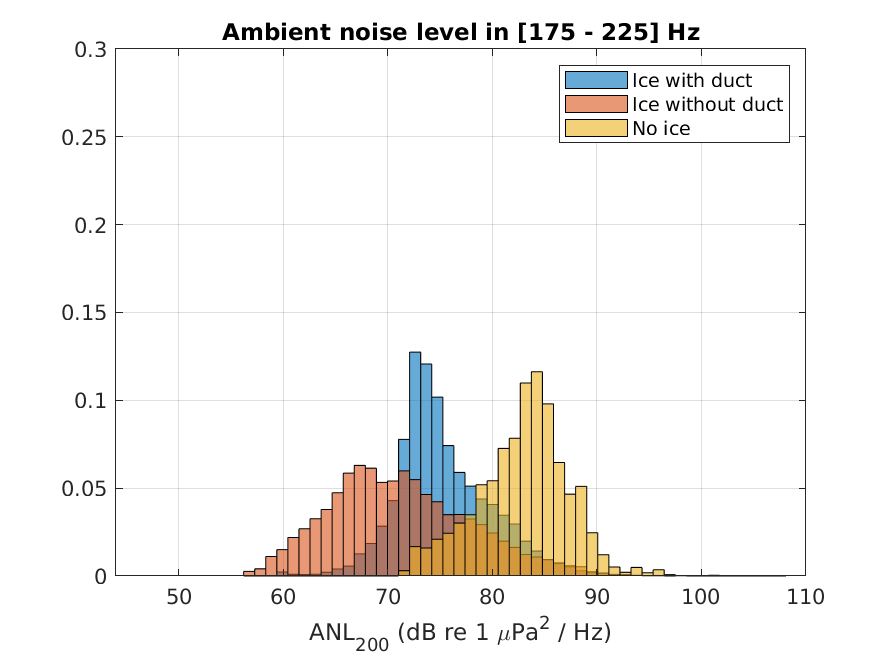 Ambient noise level in [175 - 225] Hz
0.3
0.25
0.2
0.15
0.1
0.05
0
Ice with duct
Ice without duct
No ice
50 60 70 80 90 100 110
ANL200 (dB re 1 μPa2 / Hz)